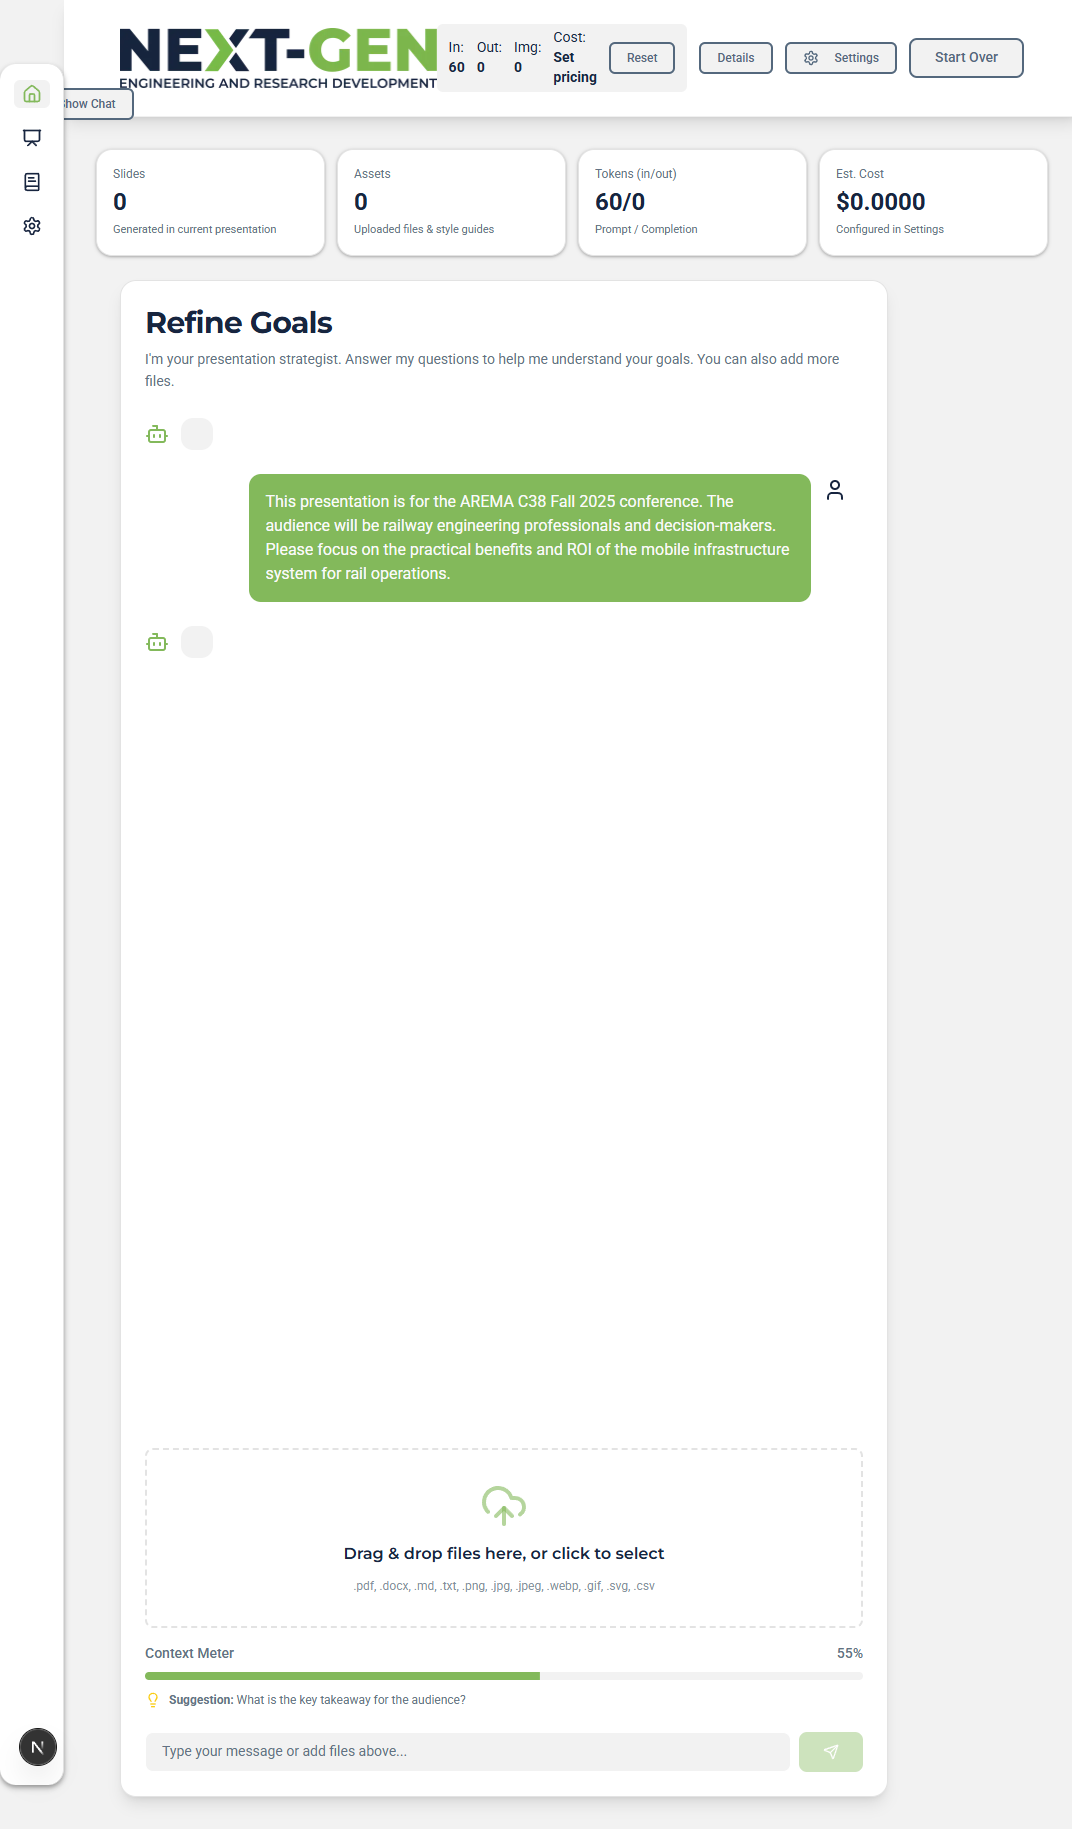 NEXT-GEN
ENGINEERING AND RESEARCH DEVELOPMENT
In: 60
Out: 0
Img: 0
Cost: Set pricing
Reset
Details
Settings
Start Over
Show Chat
Slides
0
Generated in current presentation
Assets
0
Uploaded files & style guides
Tokens (in/out)
60/0
Prompt / Completion
Est. Cost
$0.0000
Configured in Settings
Refine Goals
I'm your presentation strategist. Answer my questions to help me understand your goals. You can also add more
files.
This presentation is for the AREMA C38 Fall 2025 conference. The
audience will be railway engineering professionals and decision-makers.
Please focus on the practical benefits and ROI of the mobile infrastructure
system for rail operations.
Drag & drop files here, or click to select
.pdf, .docx, .md, .txt, .png, .jpg, .jpeg, .webp, .gif, .svg, .csv
Context Meter
55%
Suggestion: What is the key takeaway for the audience?
Type your message or add files above...
N